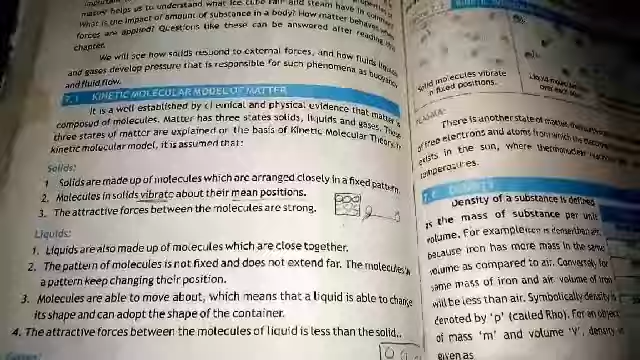 matter helps us to understand what ice cube rain and steam have in common
What is the impact of amount of substance in a body? How matter behaves when
forces are applied? Questions like these can be answered after reading this
chapter.
We will see how solids respond to external forces, and how fluids liquids
and gases develop pressure that is responsible for such phenomena as buoyancy
and fluid flow.
7.1 KINETIC MOLECULAR MODEL OF MATTER
It is a well established by chemical and physical evidence that matter is
composed of molecules. Matter has three states solids, liquids and gases. These
three states of matter are explained on the basis of Kinetic Molecular Theory. In
kinetic molecular model, it is assumed that:
Solids:
1 Solids are made up of molecules which are arranged closely in a fixed pattern.
2. Molecules in solids vibrate about their mean positions.
3. The attractive forces between the molecules are strong.
Liquids:
1. Liquids are also made up of molecules which are close together.
2. The pattern of molecules is not fixed and does not extend far. The molecules in
a pattern keep changing their position.
3. Molecules are able to move about, which means that a liquid is able to change
its shape and can adopt the shape of the container.
4. The attractive forces between the molecules of liquid is less than the solid..
Solid molecules vibrate
in fixed positions.
PLASMA:
There is another state of matter
of free electrons and atoms from which the electrons
exists in the sun, where thermonuclear
temperatures.
Density of a substance is defined
as the mass of substance per unit
volume. For example iron is denser than air
because iron has more mass in the same
volume as compared to air. Conversely, for
same mass of iron and air volume of iron
will be less than air. Symbolically density is
denoted by 'ρ' (called Rho). For an object
of mass 'm' and volume 'V', density is
given as